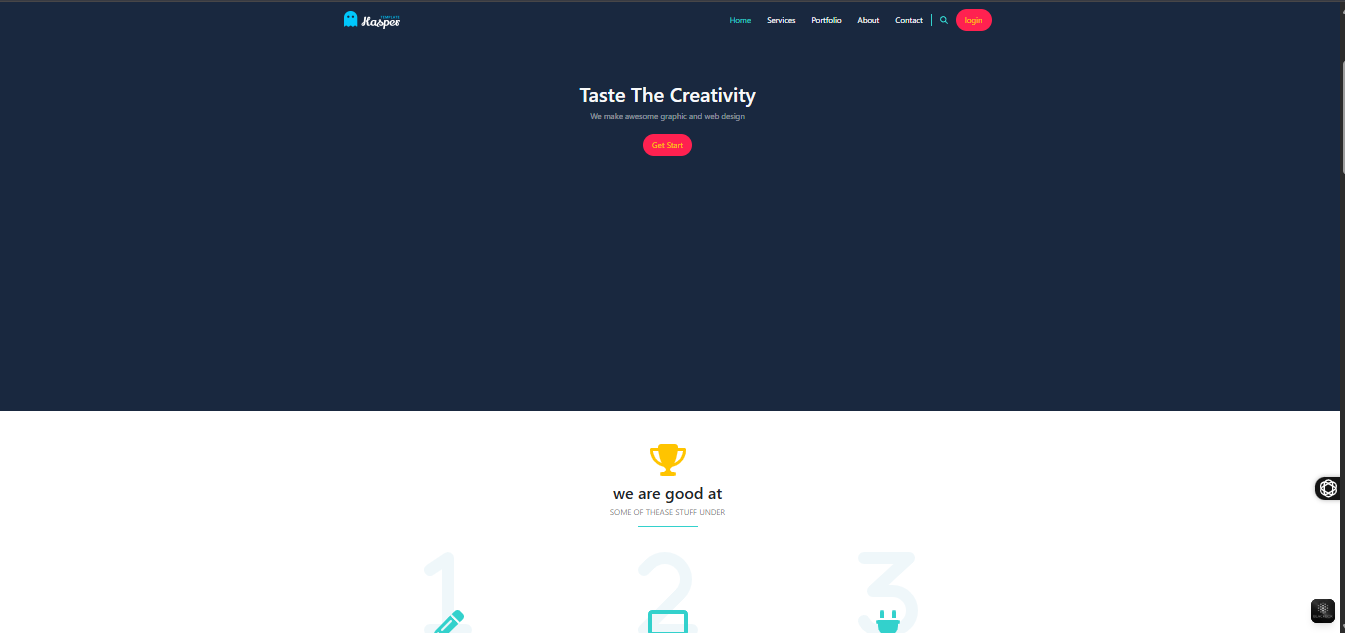 TEMPLATE
Kasper
Home
Services
Portfolio
About
Contact
login
Taste The Creativity
We make awesome graphic and web design
Get Start
we are good at
SOME OF THEASE STUFF UNDER
1
2
3